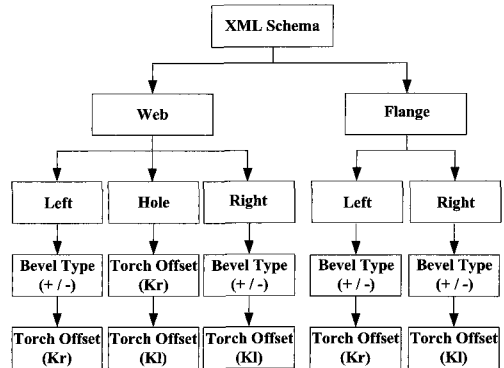 XML Schema
Web
Flange
Left
Hole
Right
Left
Right
Bevel Type
(+ / -)
Torch Offset
(Kr)
Bevel Type
(+ / -)
Bevel Type
(+ / -)
Bevel Type
(+ / -)
Torch Offset
(Kr)
Torch Offset
(Kl)
Torch Offset
(Kl)
Torch Offset
(Kr)
Torch Offset
(Kl)